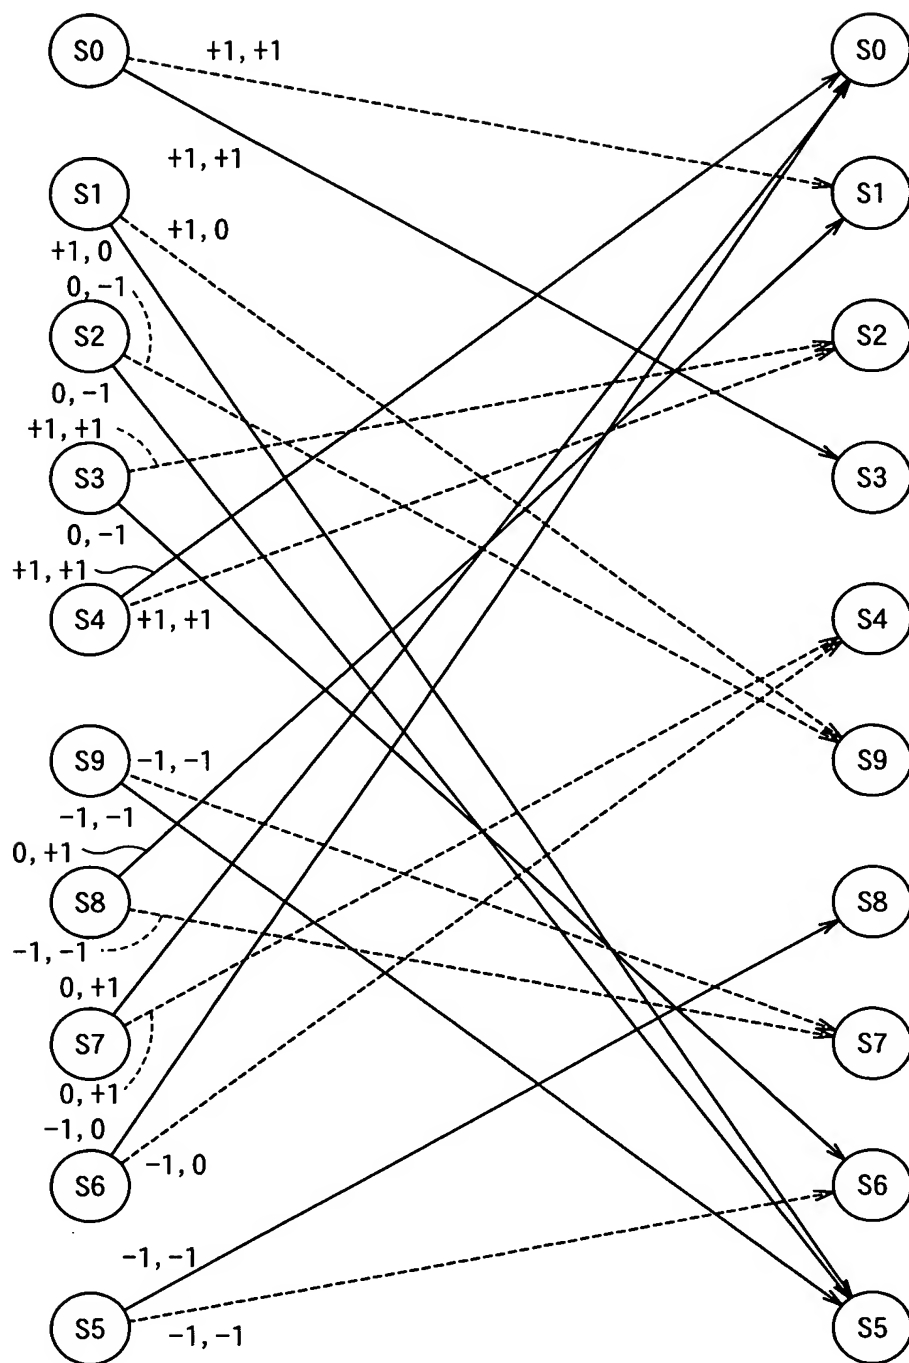 S0
+1, +1
S0
+1, +1
S1
+1, 0
S1
+1, 0
0, −1
S2
S2
0, −1
+1, +1
S3
S3
0, −1
+1, +1
S4
+1, +1
S4
S9
−1, −1
S9
−1, −1
0, +1
S8
S8
−1, −1
0, +1
S7
S7
0, +1
−1, 0
−1, 0
S6
S6
−1, −1
S5
−1, −1
S5